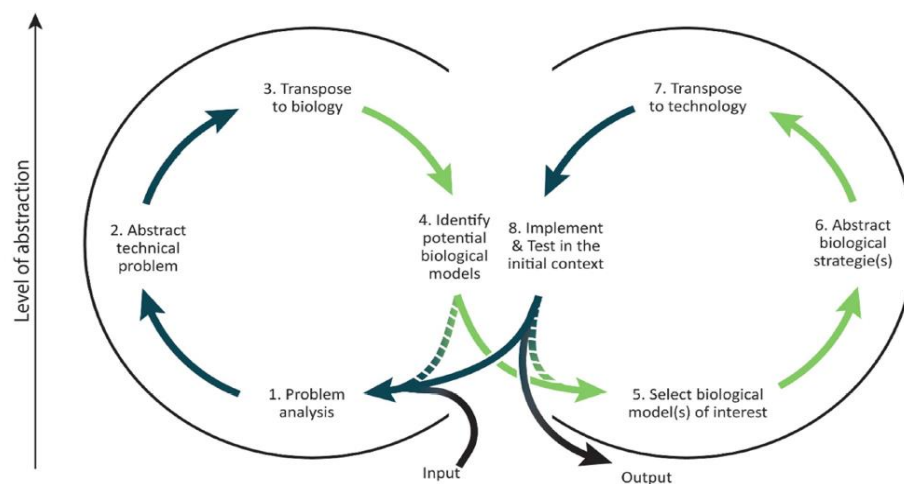 Level of abstraction
3. Transpose
to biology
7. Transpose
to technology
2. Abstract
technical
problem
4. Identify
potential
biological
models
8. Implement
& Test in the
initial context
6. Abstract
biological
strategie(s)
1. Problem
analysis
5. Select biological
model(s) of interest
Input
Output